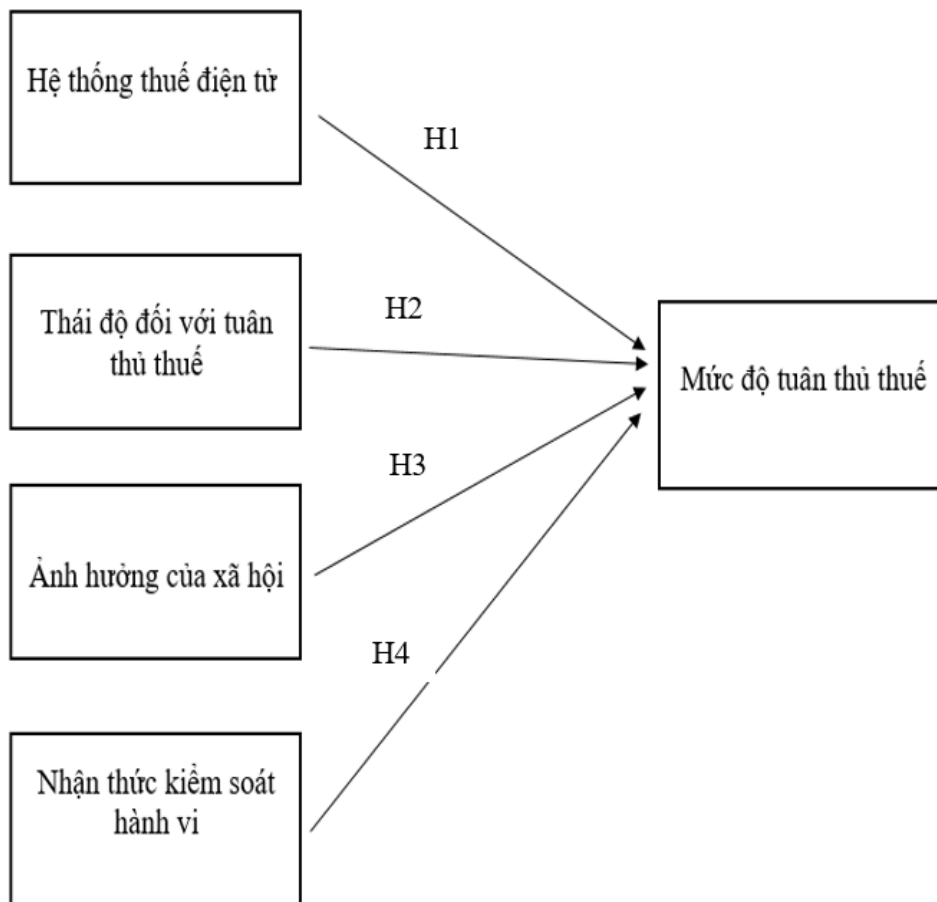 Hệ thống thuế điện tử
H1
Thái độ đối với tuân
thủ thuế
H2
Ảnh hưởng của xã hội
H3
Nhận thức kiểm soát
hành vi
H4
Mức độ tuân thủ thuế